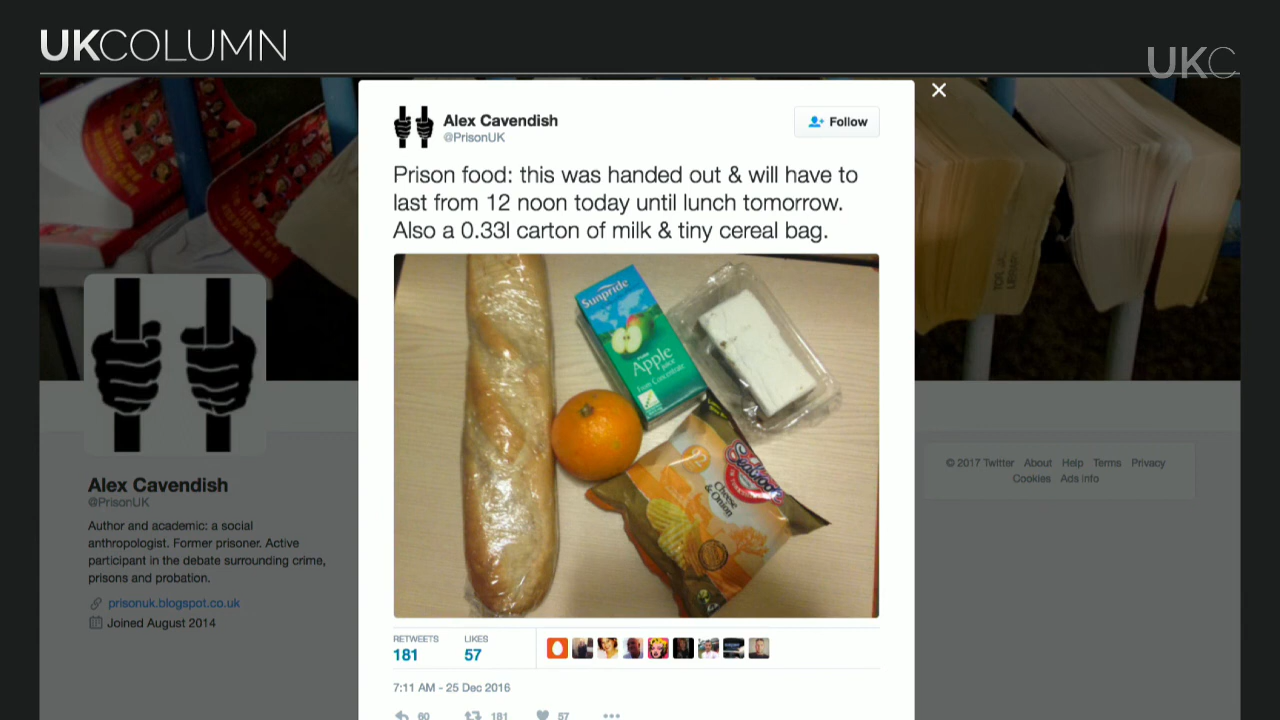 UKCOLUMN
UKC
Alex Cavendish
@PrisonUK
Follow
Prison food: this was handed out & will have to
last from 12 noon today until lunch tomorrow.
Also a 0.33l carton of milk & tiny cereal bag.
Sunpride
Apple
juice
From Concentrate
Seabrook
Cheese
& Onion
RETWEETS
181
LIKES
57
7:11 AM - 25 Dec 2016
60
181
57
Alex Cavendish
@PrisonUK
Author and academic: a social
anthropologist. Former prisoner. Active
participant in the debate surrounding crime,
prisons and probation.
prisonuk.blogspot.co.uk
Joined August 2014
© 2017 Twitter About Help Terms Privacy
Cookies Ads info